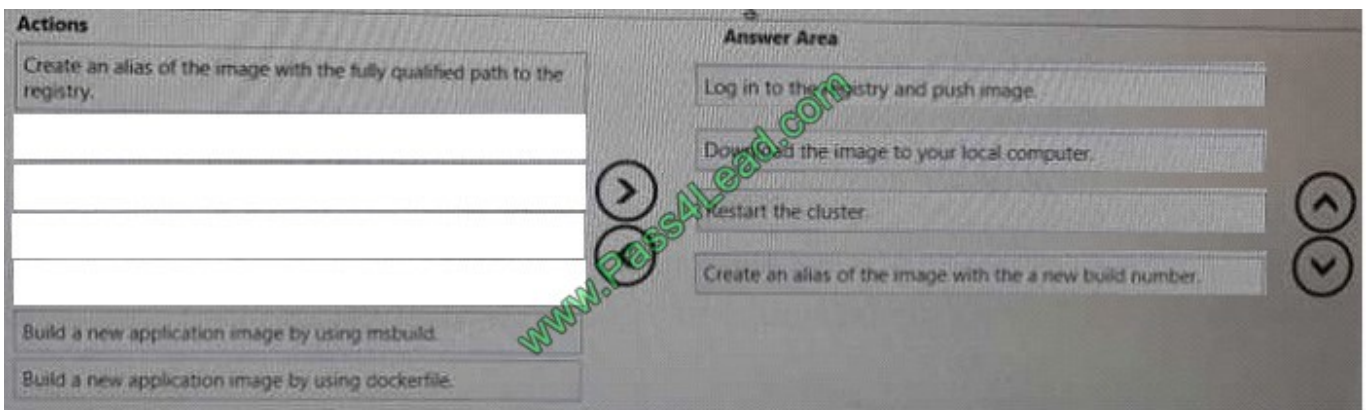 Actions
Create an alias of the image with the fully qualified path to the
registry.
Build a new application image by using msbuild.
Build a new application image by using dockerfile.
Answer Area
Log in to the registry and push image.
Download the image to your local computer.
Restart the cluster
Create an alias of the image with the a new build number.
www.Pass4Lead.com